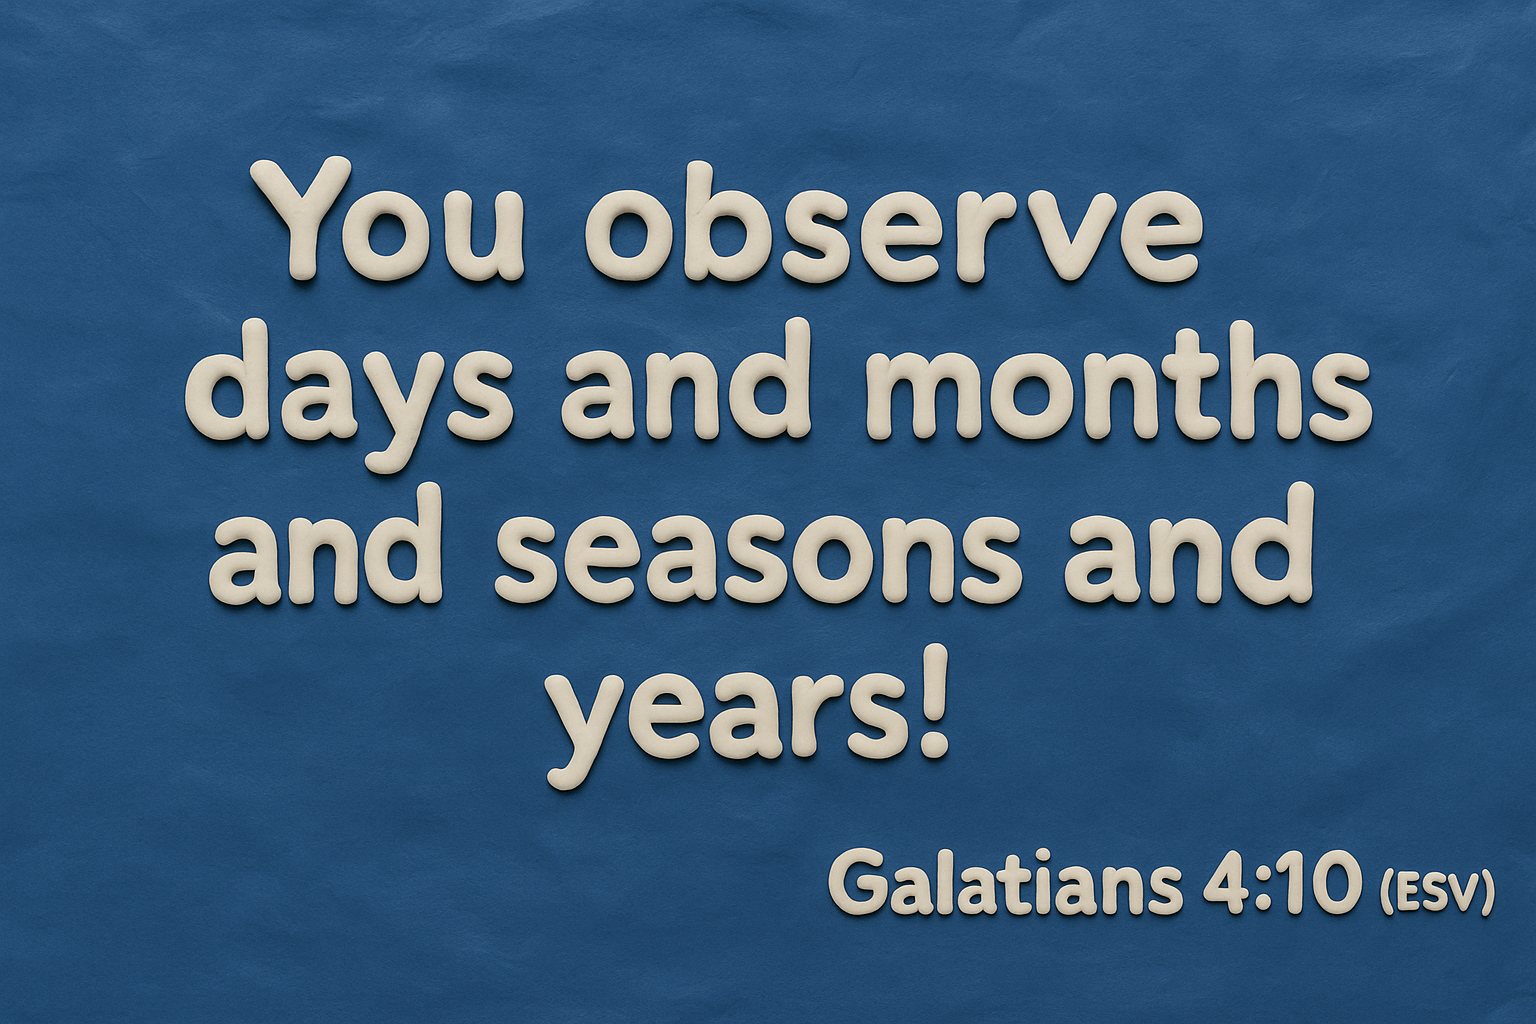 You observe
days and months
and seasons and
years!
Galatians 4:10 (ESV)